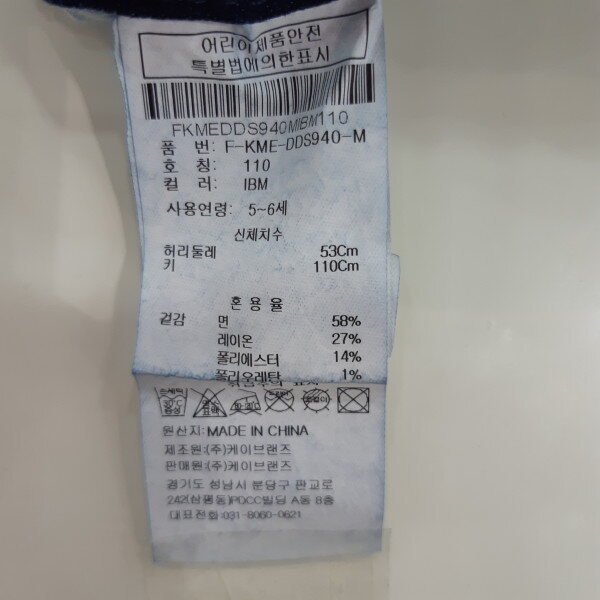 어린이제품안전
특별법에의한표시
FKMEDDS940MIBM110
품 번: F-KME-DDS940-M
호 칭: 110
컬 러: IBM
사용연령: 5~6세
신체치수
허리둘레 53Cm
키 110Cm
혼 용 율
겉감 면 58%
레이온 27%
폴리에스터 14%
폴리오레탄 1%
원산지: MADE IN CHINA
제조원:(주)케이브랜즈
판매원:(주)케이브랜즈
경기도 성남시 분당구 판교로
242(삼평동)PDCC빌딩 A동 8층
대표전화:031-8060-0621